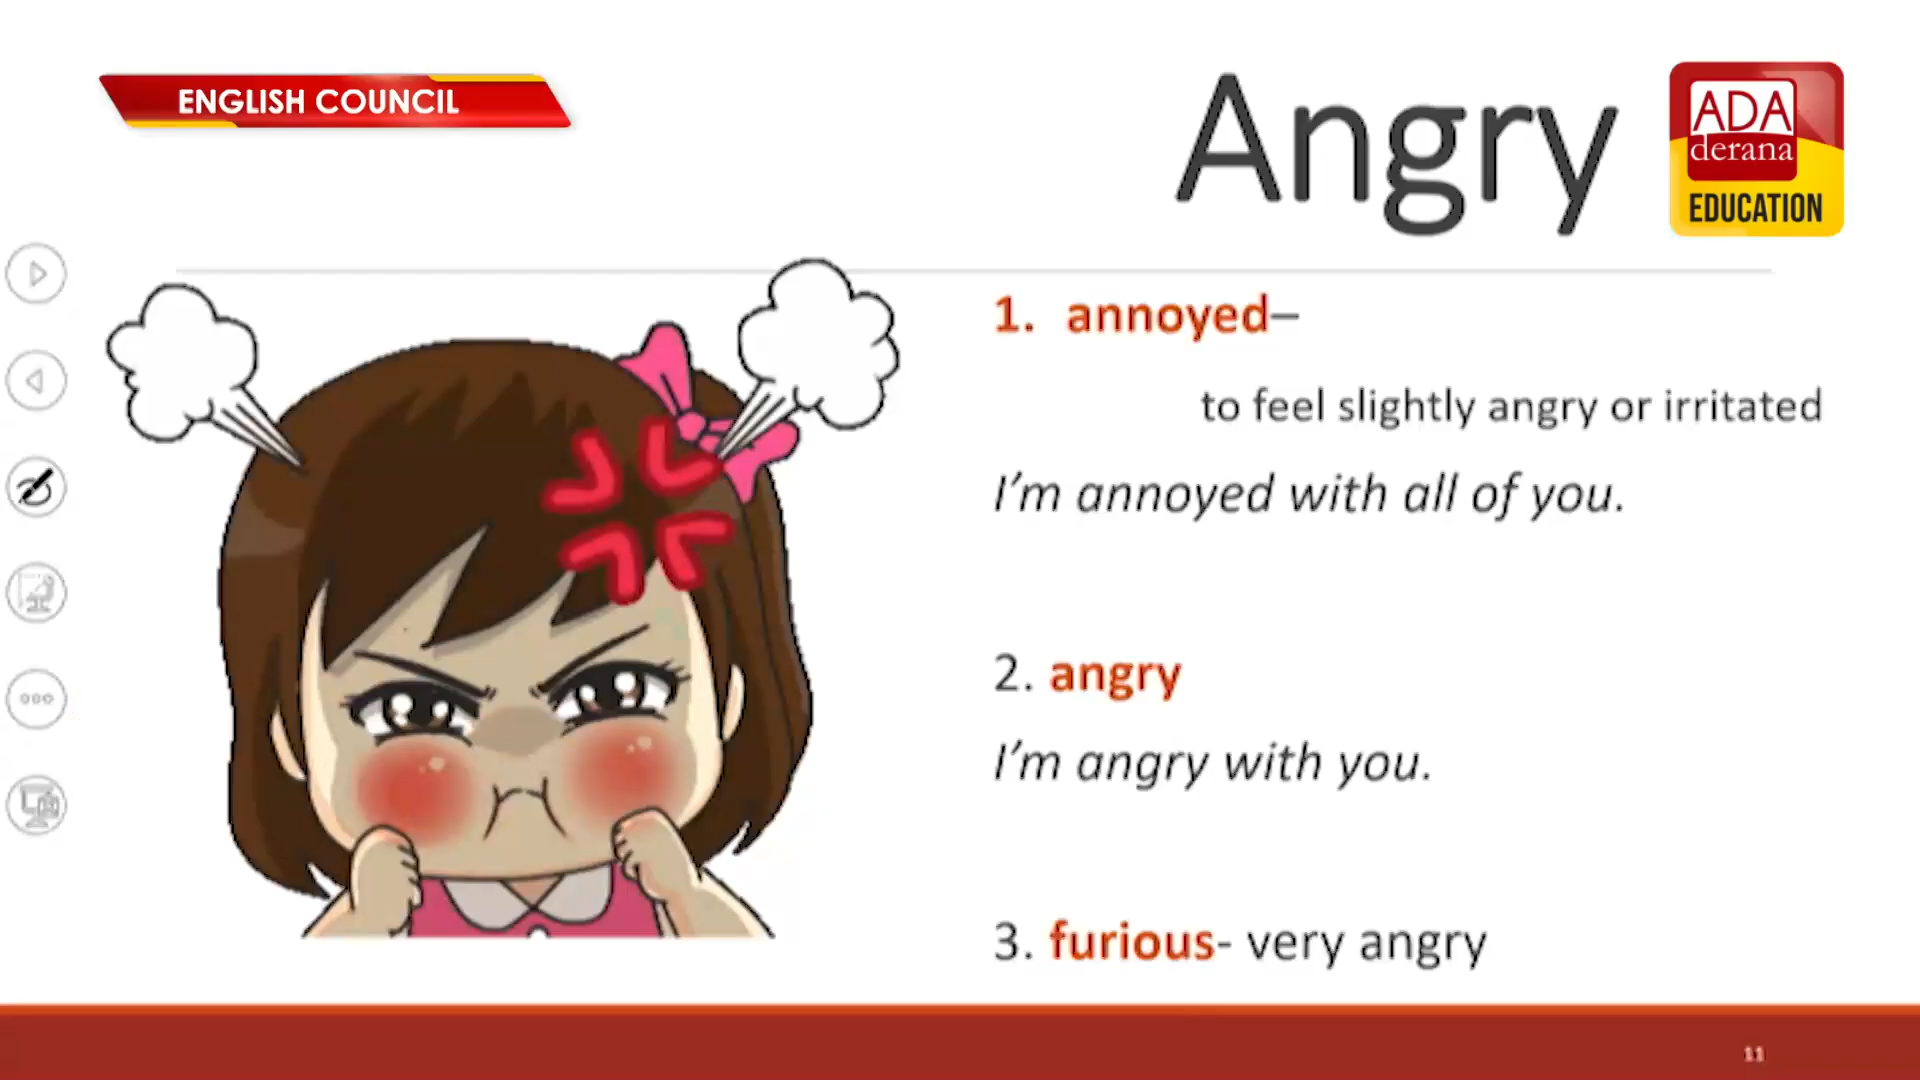 ENGLISH COUNCIL
Angry
ADA
derana
EDUCATION
1. annoyed–
to feel slightly angry or irritated
I’m annoyed with all of you.
2. angry
I’m angry with you.
3. furious- very angry
11